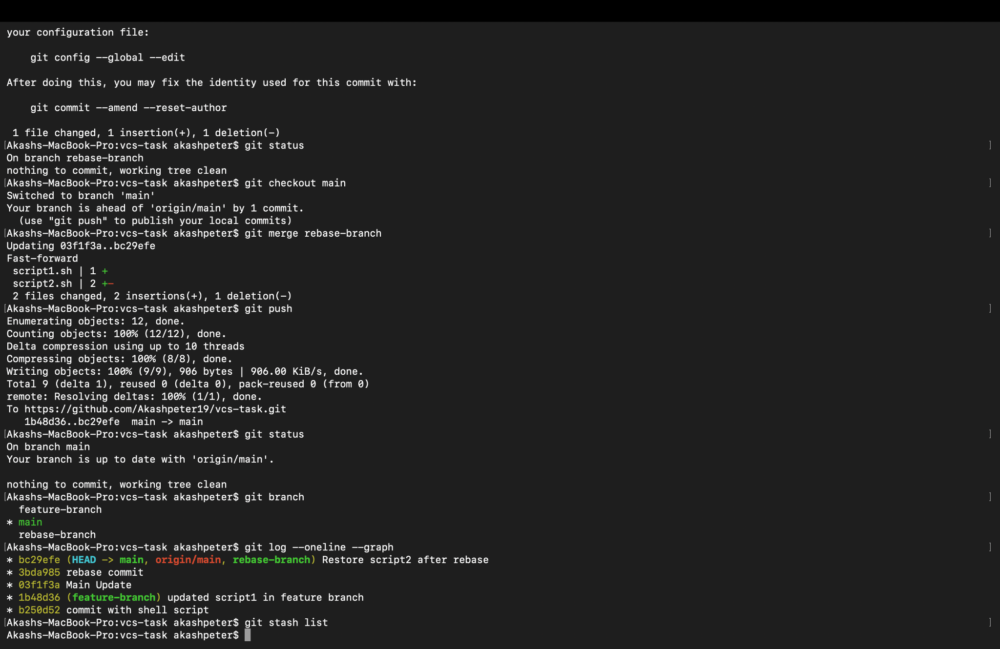 your configuration file:
    git config --global --edit
After doing this, you may fix the identity used for this commit with:
    git commit --amend --reset-author
 1 file changed, 1 insertion(+), 1 deletion(-)
[Akashs-MacBook-Pro:vcs-task akashpeter$ git status ]
On branch rebase-branch
nothing to commit, working tree clean
[Akashs-MacBook-Pro:vcs-task akashpeter$ git checkout main ]
Switched to branch 'main'
Your branch is ahead of 'origin/main' by 1 commit.
  (use "git push" to publish your local commits)
[Akashs-MacBook-Pro:vcs-task akashpeter$ git merge rebase-branch ]
Updating 03f1f3a..bc29efe
Fast-forward
 script1.sh | 1 +
 script2.sh | 2 +-
 2 files changed, 2 insertions(+), 1 deletion(-)
[Akashs-MacBook-Pro:vcs-task akashpeter$ git push ]
Enumerating objects: 12, done.
Counting objects: 100% (12/12), done.
Delta compression using up to 10 threads
Compressing objects: 100% (8/8), done.
Writing objects: 100% (9/9), 906 bytes | 906.00 KiB/s, done.
Total 9 (delta 1), reused 0 (delta 0), pack-reused 0 (from 0)
remote: Resolving deltas: 100% (1/1), done.
To https://github.com/Akashpeter19/vcs-task.git
   1b48d36..bc29efe  main -> main
[Akashs-MacBook-Pro:vcs-task akashpeter$ git status ]
On branch main
Your branch is up to date with 'origin/main'.
nothing to commit, working tree clean
[Akashs-MacBook-Pro:vcs-task akashpeter$ git branch ]
  feature-branch
* main
  rebase-branch
[Akashs-MacBook-Pro:vcs-task akashpeter$ git log --oneline --graph ]
* bc29efe (HEAD -> main, origin/main, rebase-branch) Restore script2 after rebase
* 3bda985 rebase commit
* 03f1f3a Main Update
* 1b48d36 (feature-branch) updated script1 in feature branch
* b250d52 commit with shell script
[Akashs-MacBook-Pro:vcs-task akashpeter$ git stash list ]
Akashs-MacBook-Pro:vcs-task akashpeter$